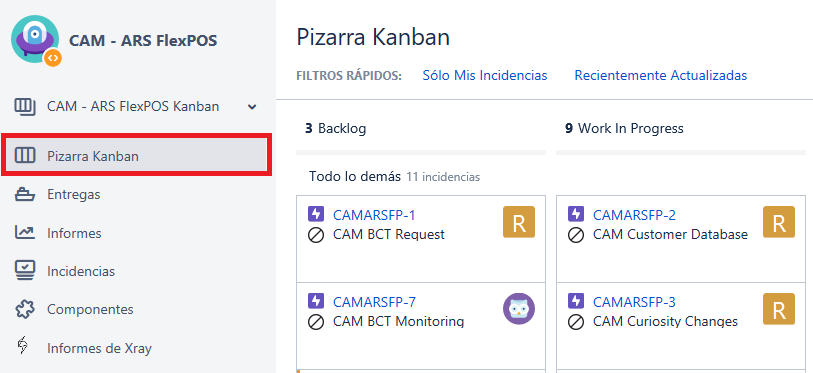 CAM - ARS FlexPOS
CAM - ARS FlexPOS Kanban
Pizarra Kanban
Entregas
Informes
Incidencias
Componentes
Informes de Xray
Pizarra Kanban
FILTROS RÁPIDOS: Sólo Mis Incidencias Recientemente Actualizadas
3 Backlog
9 Work In Progress
Todo lo demás 11 incidencias
CAMARSFP-1
CAM BCT Request
R
CAMARSFP-2
CAM Customer Database
R
CAMARSFP-7
CAM BCT Monitoring
CAMARSFP-3
CAM Curiosity Changes
R